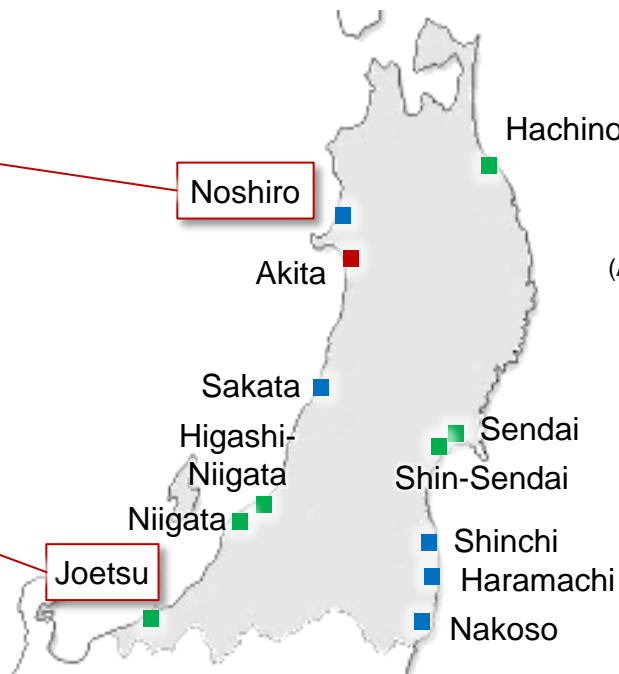 Hachino
Noshiro
(A
Akita
Sakata
Higashi-
Niigata
Sendai
Shin-Sendai
Niigata
Shinchi
Joetsu
Haramachi
Nakoso